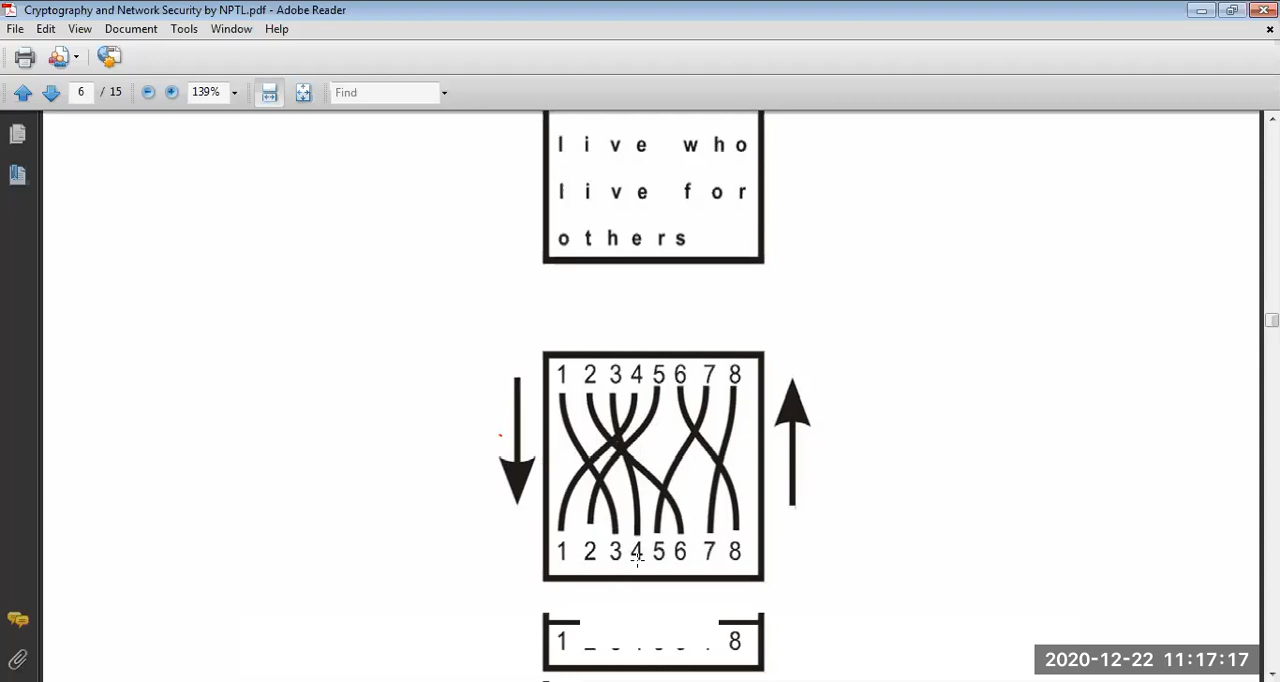 Cryptography and Network Security by NPTL.pdf - Adobe Reader
File Edit View Document Tools Window Help
6 / 15 139% Find
l i v e w h o
l i v e f o r
o t h e r s
1 2 3 4 5 6 7 8
1 2 3 4 5 6 7 8
1 8
2020-12-22 11:17:17